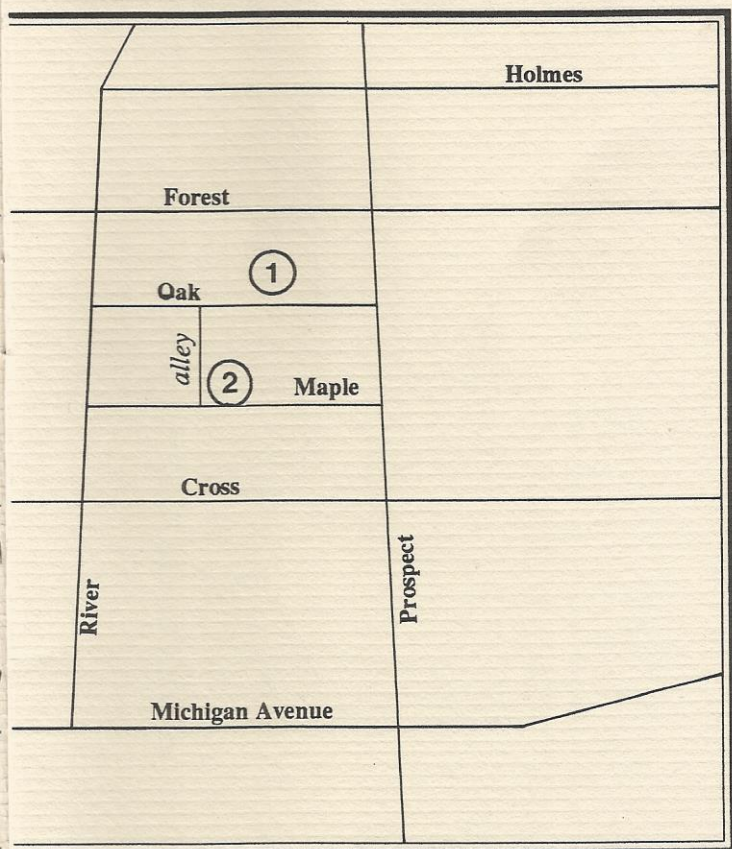 Holmes
Forest
1
Oak
alley
2
Maple
Cross
River
Prospect
Michigan Avenue